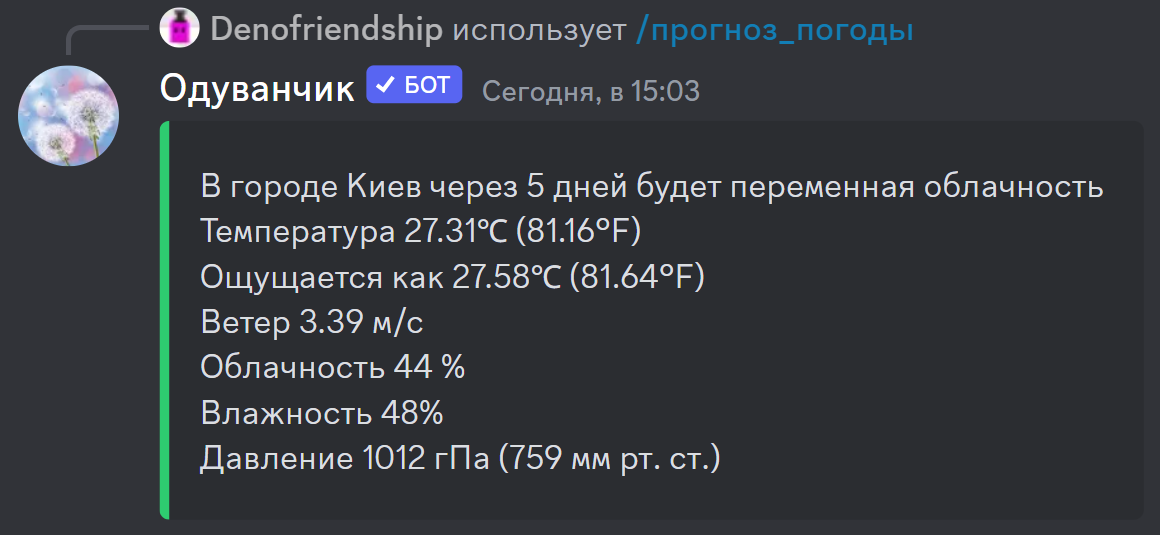 Denofriendship использует /прогноз_погоды
Одуванчик ✓ БОТ Сегодня, в 15:03
В городе Киев через 5 дней будет переменная облачность
Температура 27.31℃ (81.16°F)
Ощущается как 27.58℃ (81.64°F)
Ветер 3.39 м/с
Облачность 44 %
Влажность 48%
Давление 1012 гПа (759 мм рт. ст.)